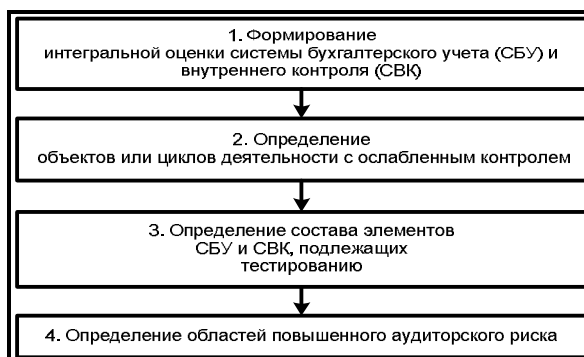 1. Формирование
интегральной оценки системы бухгалтерского учета (СБУ) и
внутреннего контроля (СВК)
2. Определение
объектов или циклов деятельности с ослабленным контролем
3. Определение состава элементов
СБУ и СВК, подлежащих
тестированию
4. Определение областей повышенного аудиторского риска